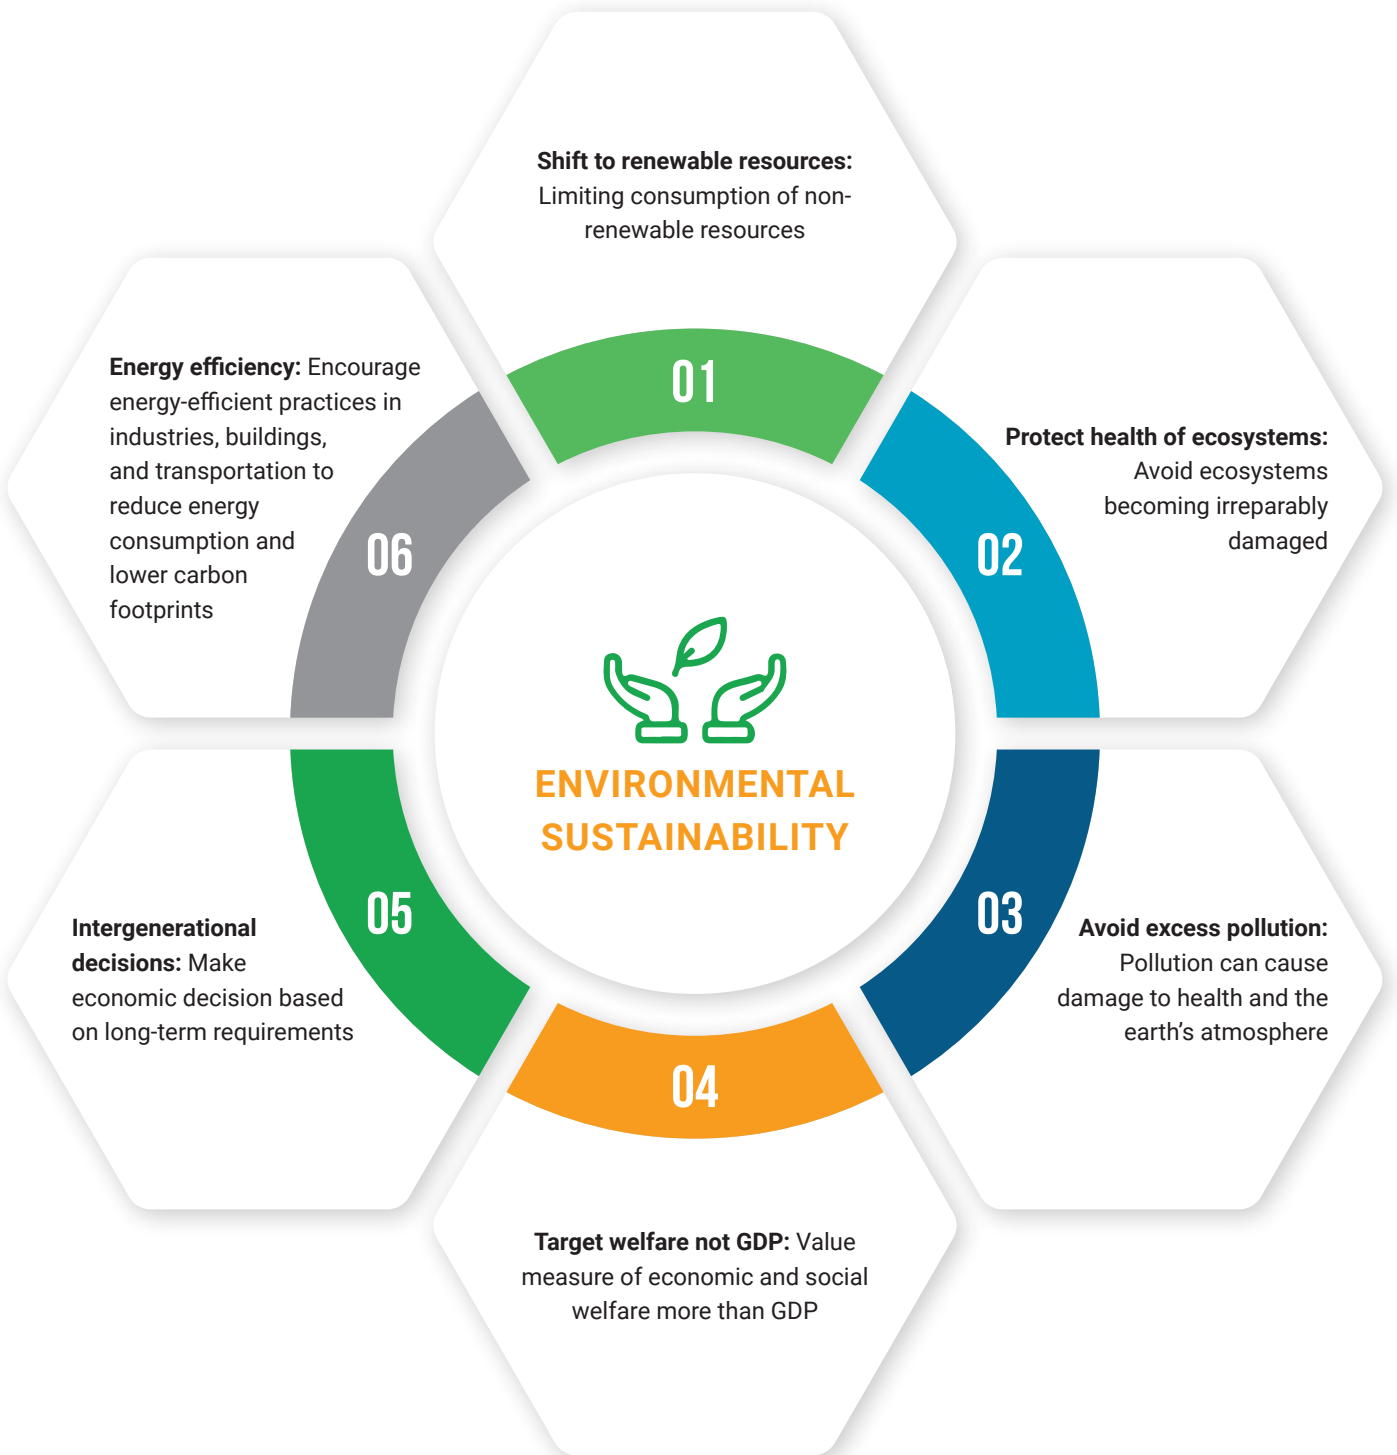 Shift to renewable resources:
Limiting consumption of non-
renewable resources
01
Protect health of ecosystems:
Avoid ecosystems
becoming irreparably
damaged
02
Avoid excess pollution:
Pollution can cause
damage to health and the
earth’s atmosphere
03
Target welfare not GDP: Value
measure of economic and social
welfare more than GDP
04
Intergenerational
decisions: Make
economic decision based
on long-term requirements
05
Energy efficiency: Encourage
energy-efficient practices in
industries, buildings,
and transportation to
reduce energy
consumption and
lower carbon
footprints
06
ENVIRONMENTAL
SUSTAINABILITY